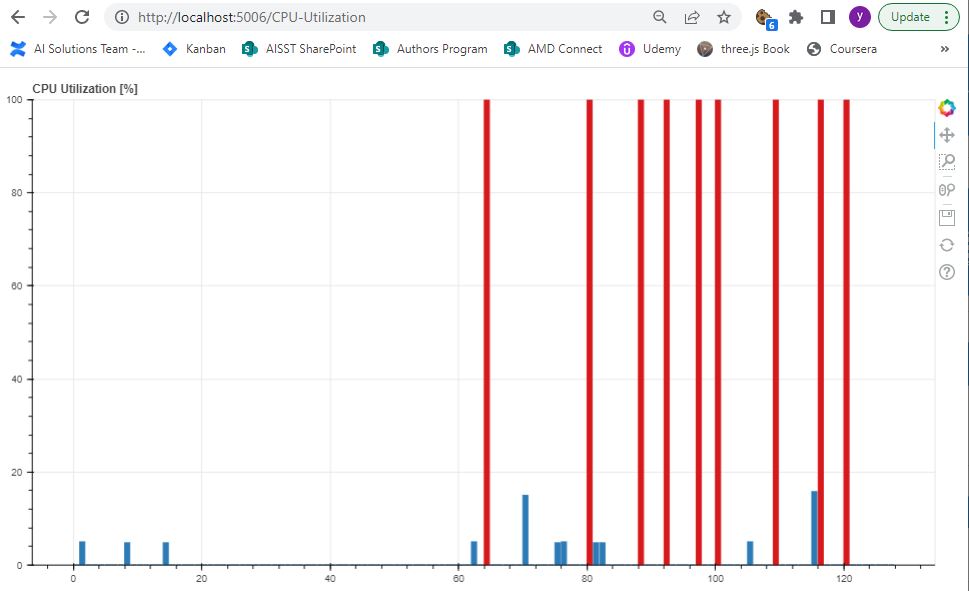 http://localhost:5006/CPU-Utilization
6
y
Update
AI Solutions Team -...
Kanban
S
AISST SharePoint
S
Authors Program
S
AMD Connect
Udemy
three.js Book
Coursera
»
CPU Utilization [%]
100
80
60
40
20
0
0 20 40 60 80 100 120